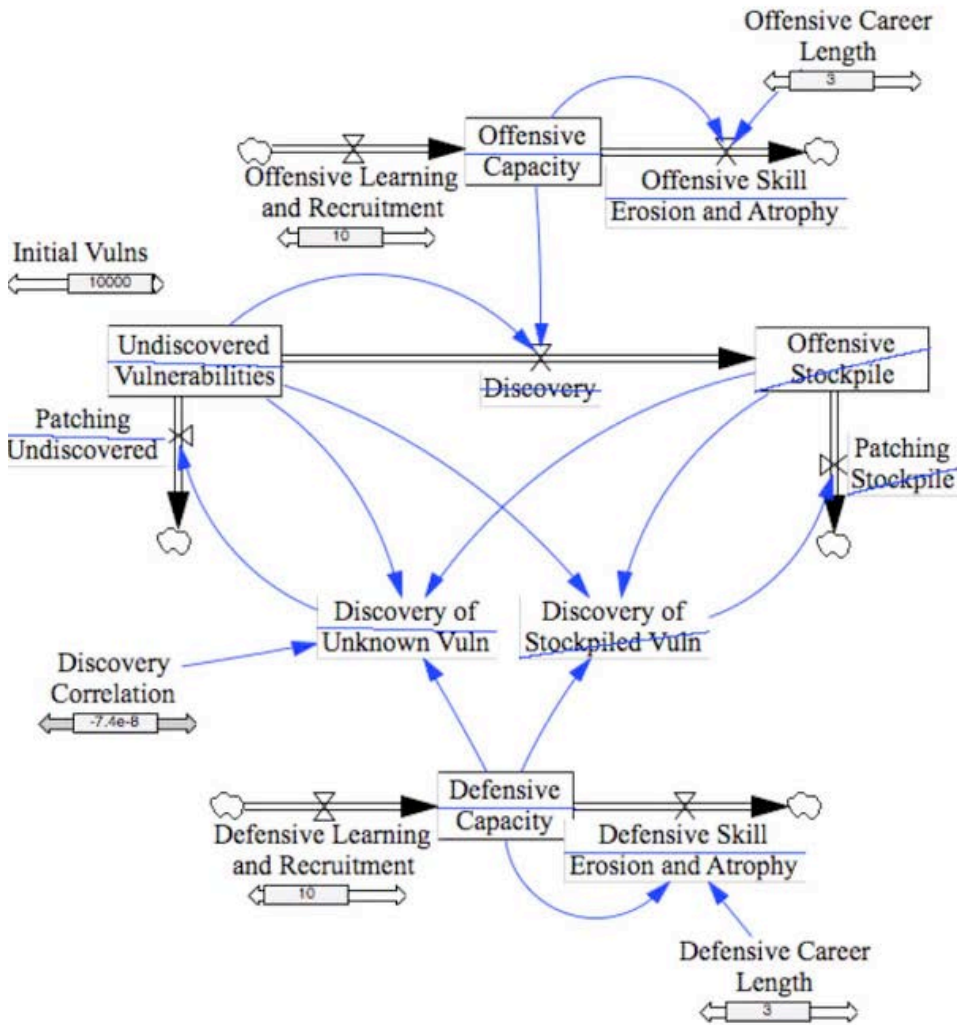 Offensive Career
Length
3
Offensive
Capacity
Offensive Learning
and Recruitment
10
Offensive Skill
Erosion and Atrophy
Initial Vulns
10000
Undiscovered
Vulnerabilities
Discovery
Offensive
Stockpile
Patching
Undiscovered
Patching
Stockpile
Discovery of
Unknown Vuln
Discovery of
Stockpiled Vuln
Discovery
Correlation
-7.4e-8
Defensive
Capacity
Defensive Learning
and Recruitment
10
Defensive Skill
Erosion and Atrophy
Defensive Career
Length
3